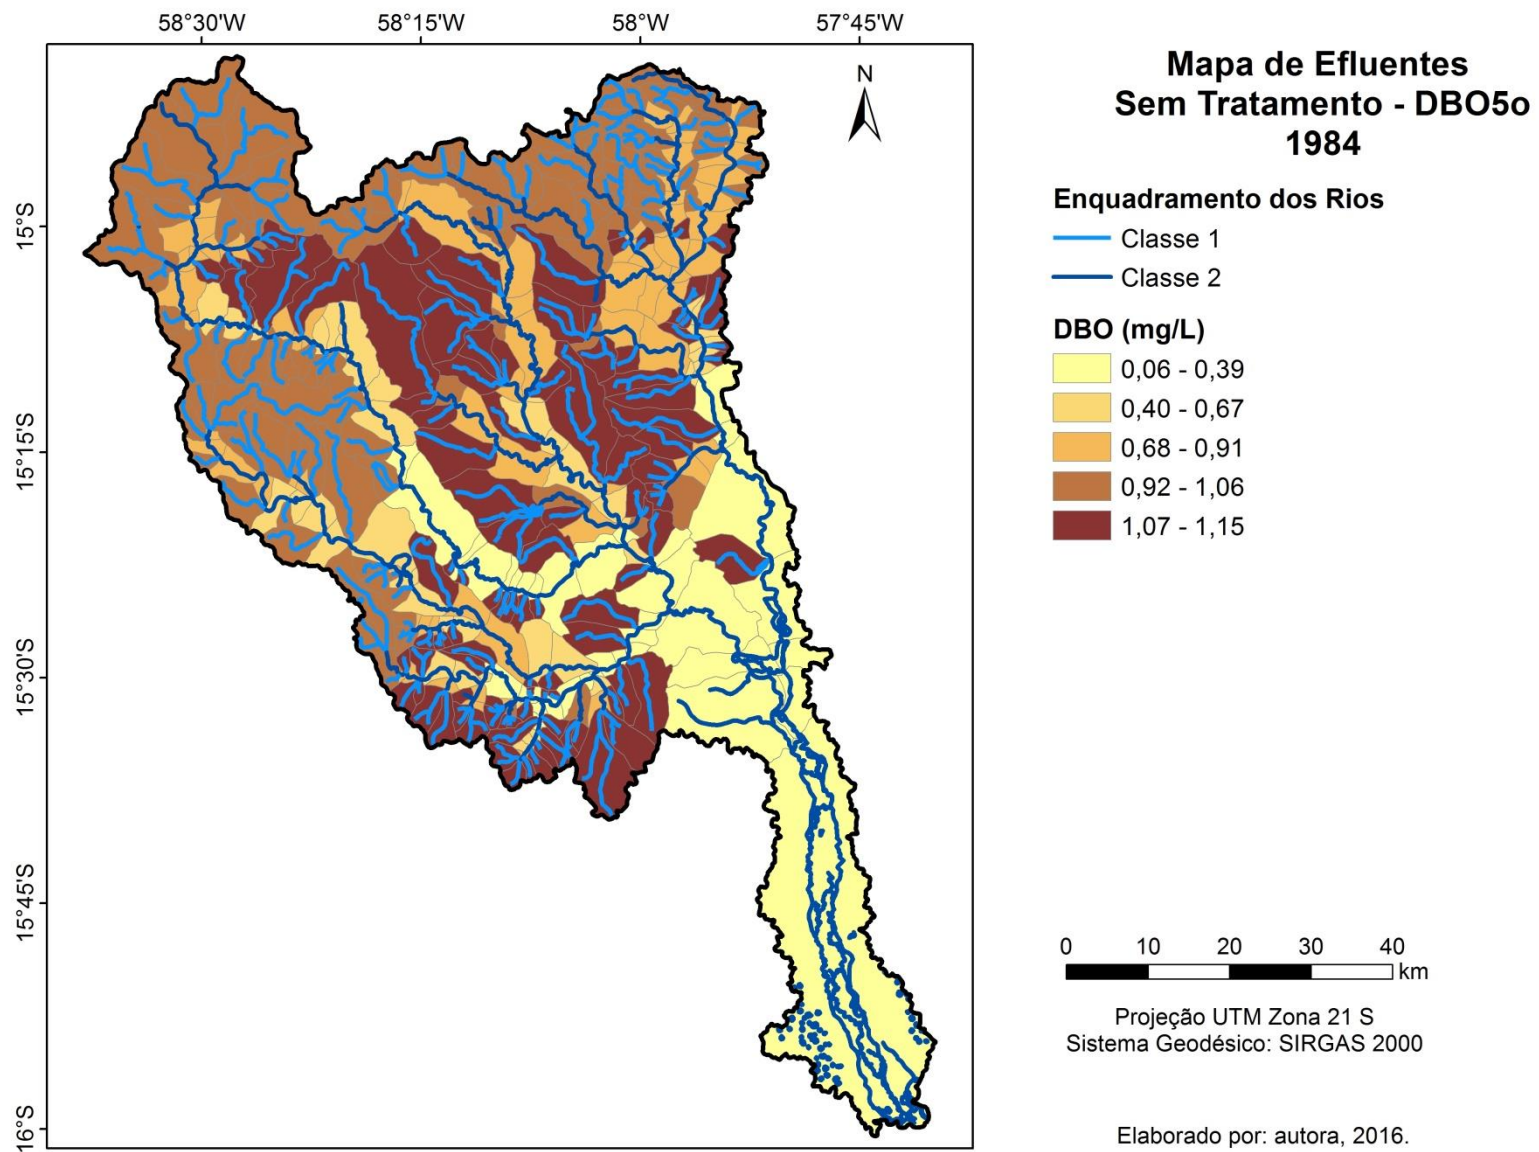 58°30'W 58°15'W 58°W 57°45'W
N
15°S
15°15'S
15°30'S
15°45'S
16°S
Mapa de Efluentes
Sem Tratamento - DBO5o
1984
Enquadramento dos Rios
Classe 1
Classe 2
DBO (mg/L)
0,06 - 0,39
0,40 - 0,67
0,68 - 0,91
0,92 - 1,06
1,07 - 1,15
0 10 20 30 40
km
Projeção UTM Zona 21 S
Sistema Geodésico: SIRGAS 2000
Elaborado por: autora, 2016.